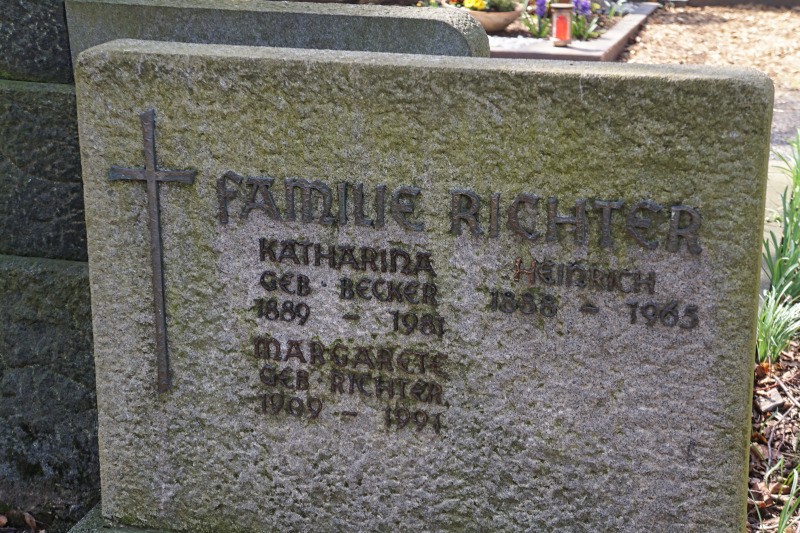 FAMILIE RICHTER
KATHARINA
GEB· BECKER
1889 - 1981
MARGARETE
GEB· RICHTER
1909 - 1991
HEINRICH
1888 - 1965